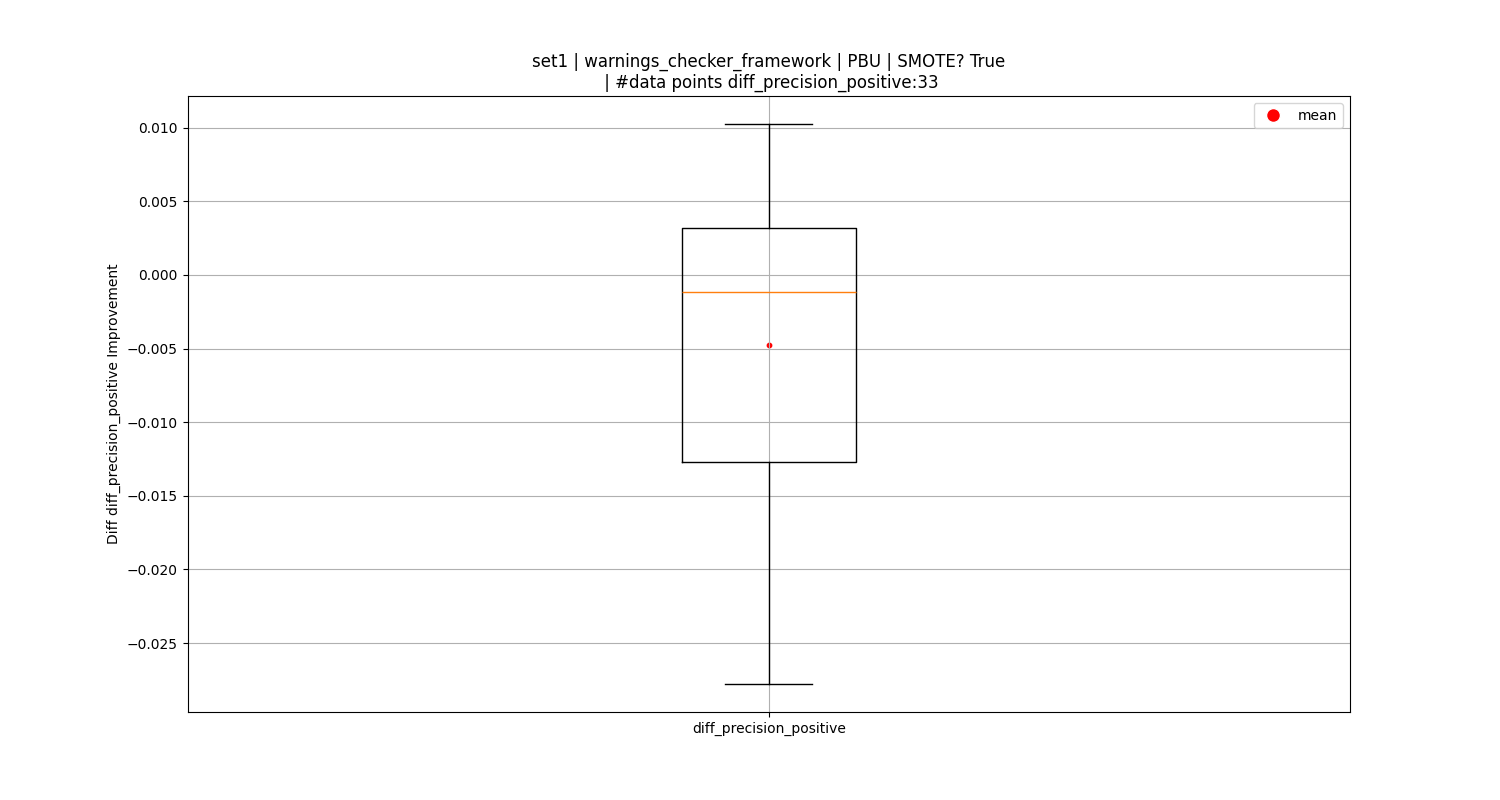 set1 | warnings_checker_framework | PBU | SMOTE? True
| #data points diff_precision_positive:33
mean
0.010
0.005
0.000
−0.005
−0.010
−0.015
−0.020
−0.025
Diff diff_precision_positive Improvement
diff_precision_positive